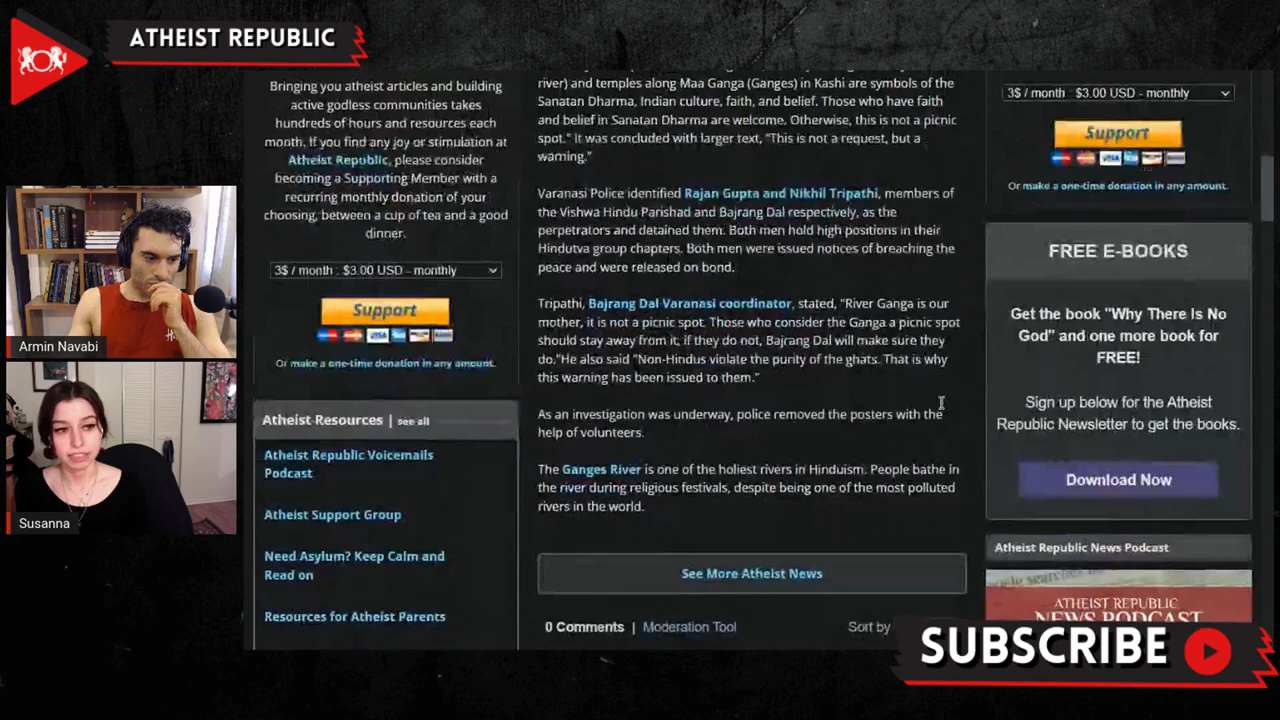 ATHEIST REPUBLIC
Armin Navabi
Susanna
Bringing you atheist articles and building
active godless communities takes
hundreds of hours and resources each
month. If you find any joy or stimulation at
Atheist Republic, please consider
becoming a Supporting Member with a
recurring monthly donation of your
choosing, between a cup of tea and a good
dinner.
3$ / month : $3.00 USD - monthly
Support
Or make a one-time donation in any amount.
Atheist Resources | see all
Atheist Republic Voicemails
Podcast
Atheist Support Group
Need Asylum? Keep Calm and
Read on
Resources for Atheist Parents
river) and temples along Maa Ganga (Ganges) in Kashi are symbols of the
Sanatan Dharma, Indian culture, faith, and belief. Those who have faith
and belief in Sanatan Dharma are welcome. Otherwise, this is not a picnic
spot." It was concluded with larger text, "This is not a request, but a
warning."
Varanasi Police identified Rajan Gupta and Nikhil Tripathi, members of
the Vishwa Hindu Parishad and Bajrang Dal respectively, as the
perpetrators and detained them. Both men hold high positions in their
Hindutva group chapters. Both men were issued notices of breaching the
peace and were released on bond.
Tripathi, Bajrang Dal Varanasi coordinator, stated, "River Ganga is our
mother, it is not a picnic spot. Those who consider the Ganga a picnic spot
should stay away from it, if they do not, Bajrang Dal will make sure they
do."He also said "Non-Hindus violate the purity of the ghats. That is why
this warning has been issued to them."
As an investigation was underway, police removed the posters with the
help of volunteers.
The Ganges River is one of the holiest rivers in Hinduism. People bathe in
the river during religious festivals, despite being one of the most polluted
rivers in the world.
See More Atheist News
0 Comments | Moderation Tool
Sort by
3$ / month : $3.00 USD - monthly
Support
Or make a one-time donation in any amount.
FREE E-BOOKS
Get the book "Why There Is No
God" and one more book for
FREE!
Sign up below for the Atheist
Republic Newsletter to get the books.
Download Now
Atheist Republic News Podcast
ATHEIST REPUBLIC
NEWS PODCAST
SUBSCRIBE